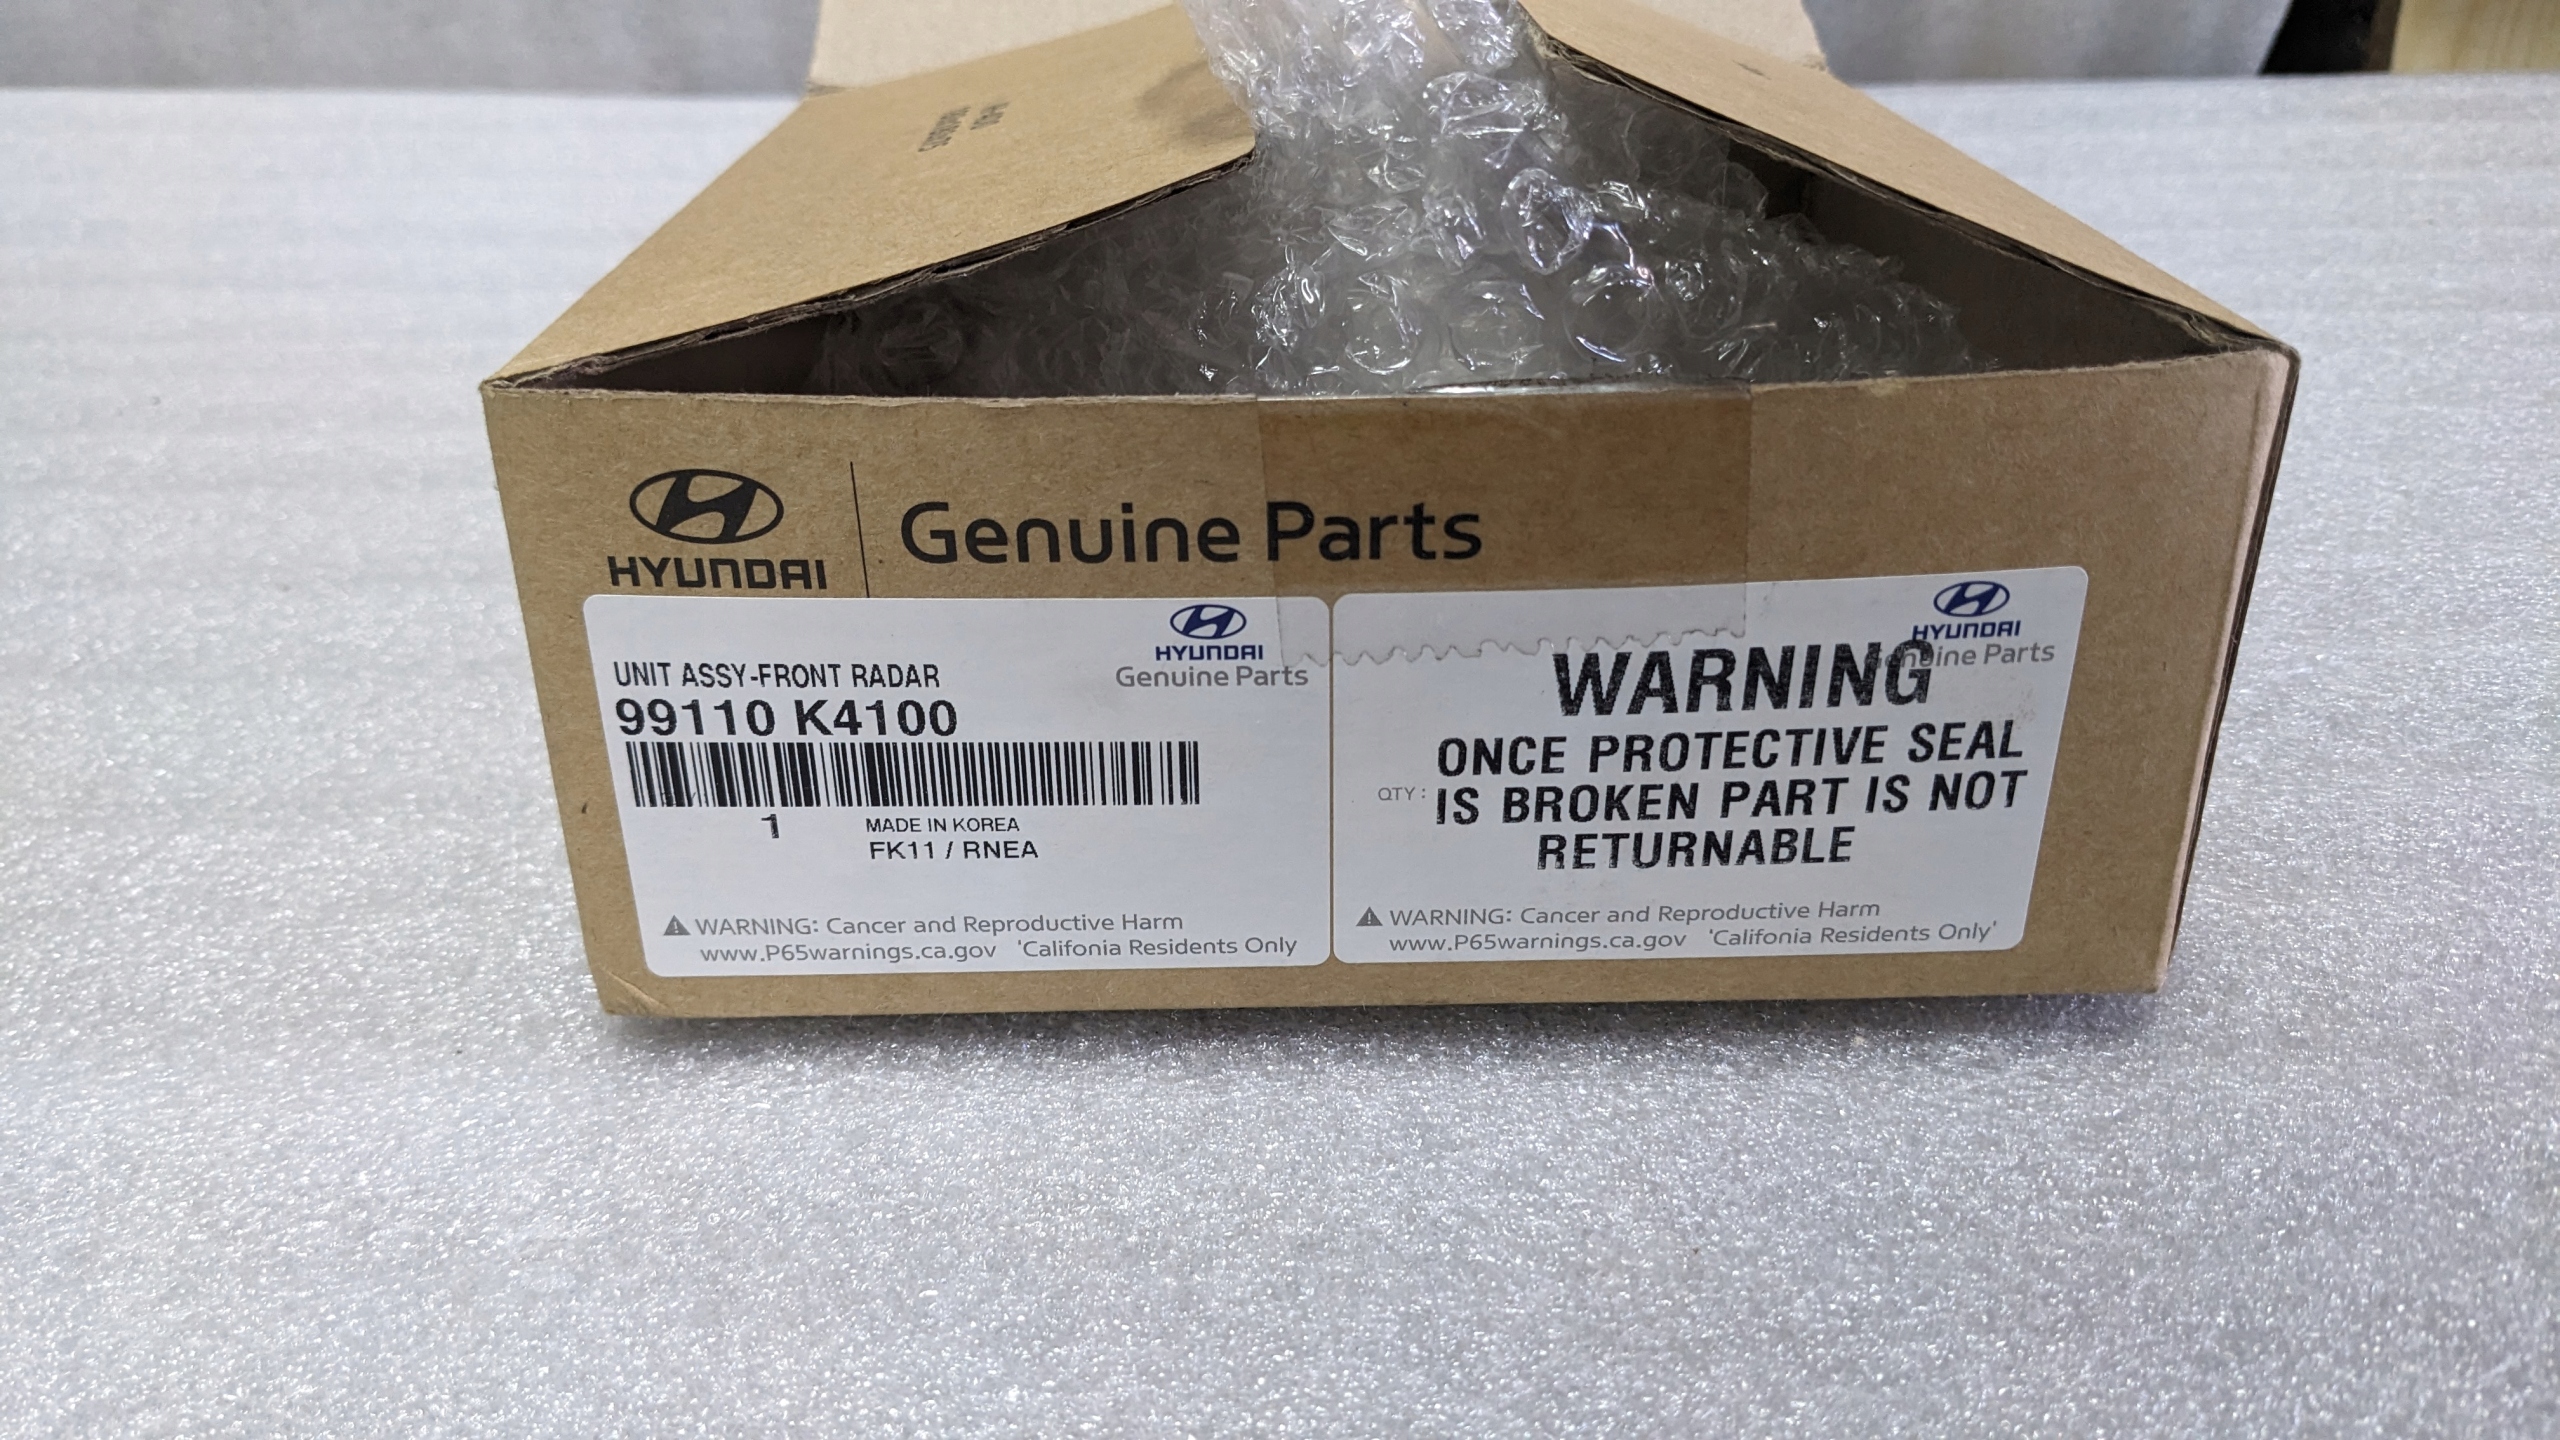 HYUNDAI
Genuine Parts
HYUNDAI
Genuine Parts
UNIT ASSY-FRONT RADAR
99110 K4100
1
MADE IN KOREA
FK11 / RNEA
WARNING: Cancer and Reproductive Harm
www.P65warnings.ca.gov 'Califonia Residents Only
HYUNDAI
Genuine Parts
WARNING
ONCE PROTECTIVE SEAL
QTY : IS BROKEN PART IS NOT
RETURNABLE
WARNING: Cancer and Reproductive Harm
www.P65warnings.ca.gov 'Califonia Residents Only'